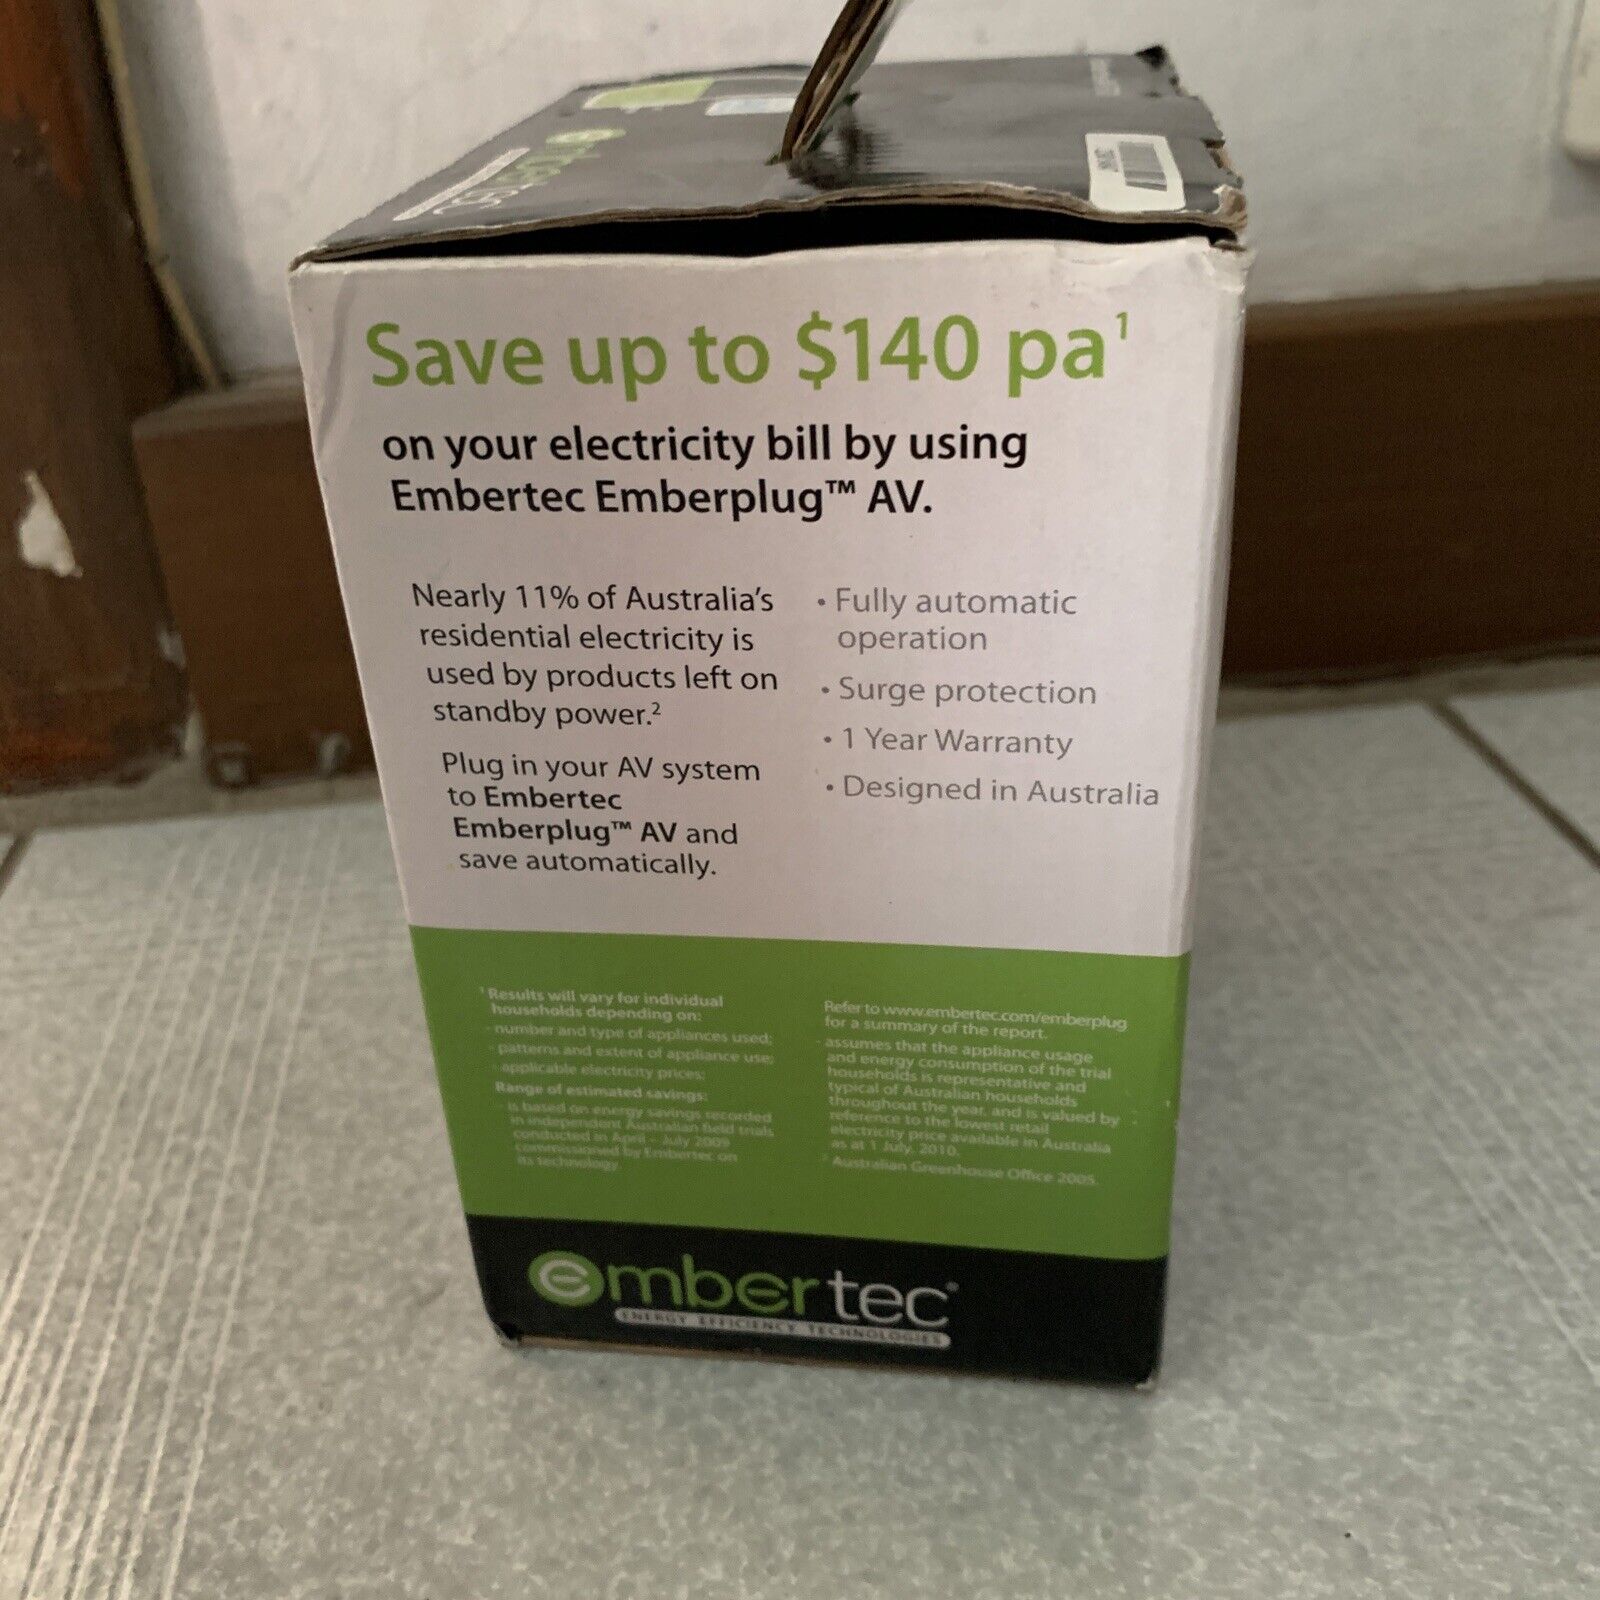 embertec
Save up to $140 pa¹
on your electricity bill by using
Embertec Emberplug™ AV.
Nearly 11% of Australia's
residential electricity is
used by products left on
standby power.²
Plug in your AV system
to Embertec
Emberplug™ AV and
save automatically.
• Fully automatic
operation
• Surge protection
• 1 Year Warranty
• Designed in Australia
¹ Results will vary for individual
households depending on:
- number and type of appliances used;
- patterns and extent of appliance use;
- applicable electricity prices;
Range of estimated savings:
- is based on energy savings recorded
in independent Australian field trials
conducted in April - July 2009
commissioned by Embertec on
its technology.
Refer to www.embertec.com/emberplug
for a summary of the report.
- assumes that the appliance usage
and energy consumption of the trial
households is representative and
typical of Australian households
throughout the year, and is valued by
reference to the lowest retail
electricity price available in Australia
as at 1 July, 2010.
² Australian Greenhouse Office 2005.
embertec®
ENERGY EFFICIENCY TECHNOLOGIES